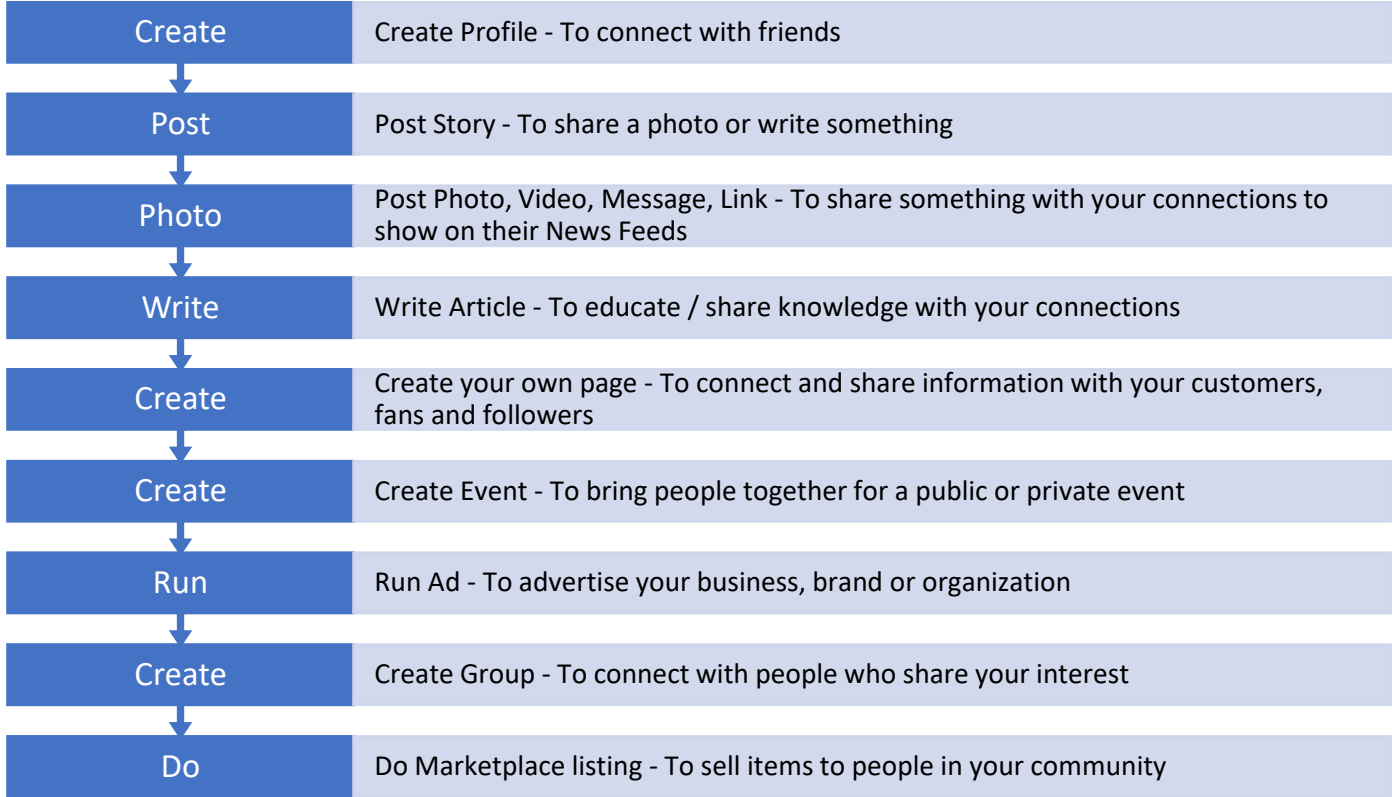 Create
Create Profile - To connect with friends
Post
Post Story - To share a photo or write something
Photo
Post Photo, Video, Message, Link - To share something with your connections to
show on their News Feeds
Write
Write Article - To educate / share knowledge with your connections
Create
Create your own page - To connect and share information with your customers,
fans and followers
Create
Create Event - To bring people together for a public or private event
Run
Run Ad - To advertise your business, brand or organization
Create
Create Group - To connect with people who share your interest
Do
Do Marketplace listing - To sell items to people in your community